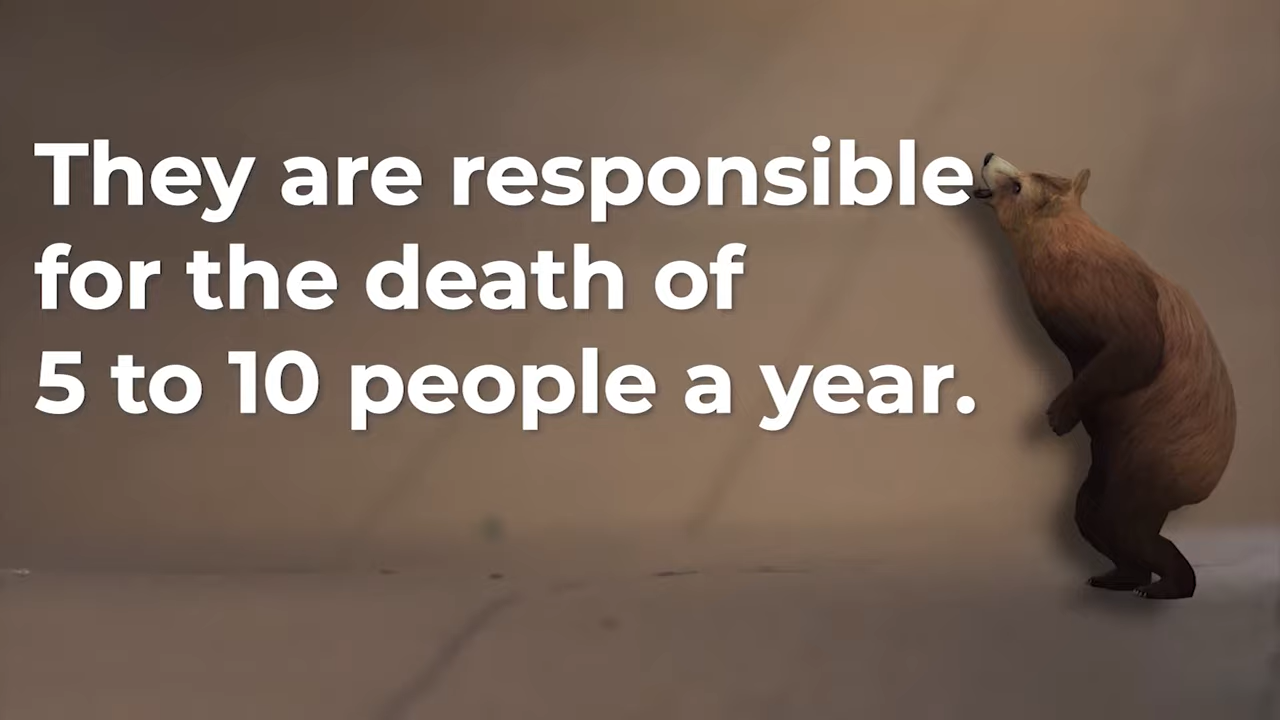 They are responsible
for the death of
5 to 10 people a year.